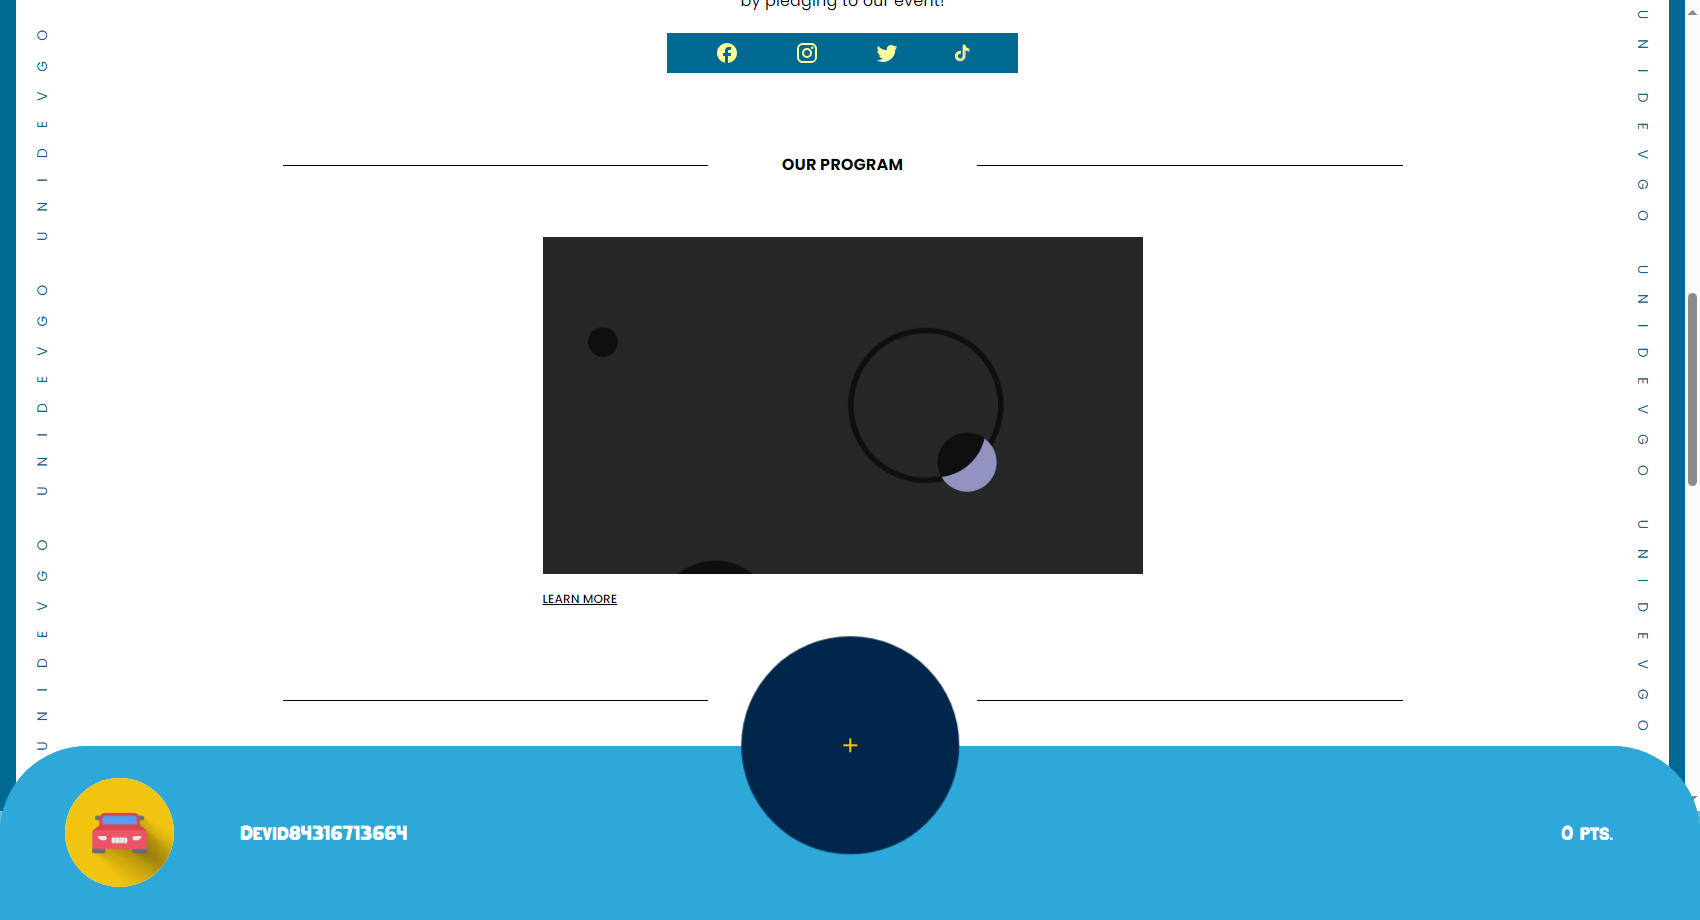 by pledging to our event!
OUR PROGRAM
LEARN MORE
UNIDEVGO UNIDEVGO UNIDEVGO
UNIDEVGO UNIDEVGO UNIDEVGO
+
Devid84316713664
0 PTS.